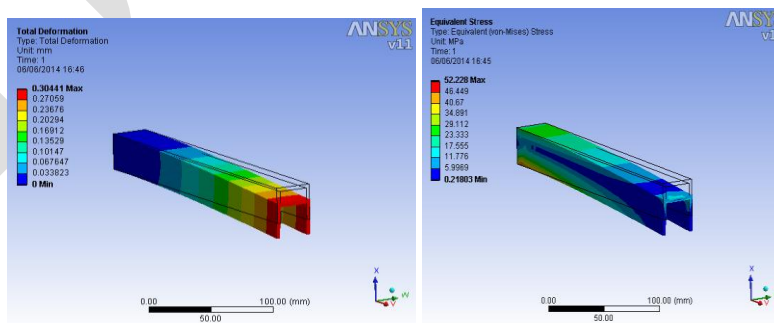 Total Deformation
Type: Total Deformation
Unit: mm
Time: 1
06/06/2014 16:46
0.30441 Max
0.27059
0.23676
0.20294
0.16912
0.13529
0.10147
0.067647
0.033823
0 Min
ANSYS
v11
0.00
100.00 (mm)
50.00
X
Equivalent Stress
Type: Equivalent (von-Mises) Stress
Unit: MPa
Time: 1
06/06/2014 16:45
52.228 Max
46.449
40.67
34.891
29.112
23.333
17.555
11.776
5.9969
0.21803 Min
ANSYS
0.00
100.00 (mm)
50.00
X